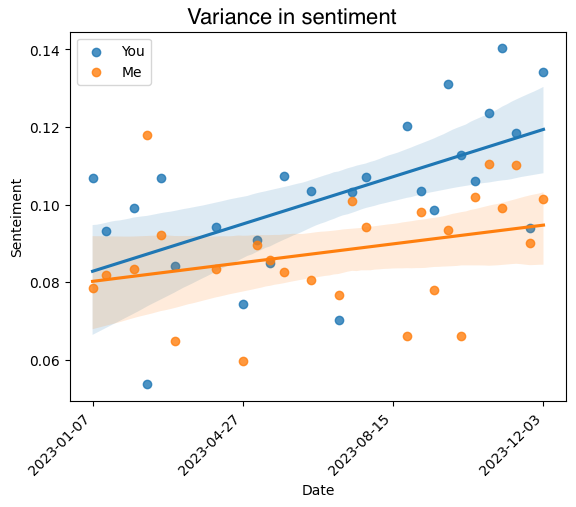 Variance in sentiment
0.14
0.12
0.10
0.08
0.06
Senteiment
You
Me
2023-01-07
2023-04-27
2023-08-15
2023-12-03
Date